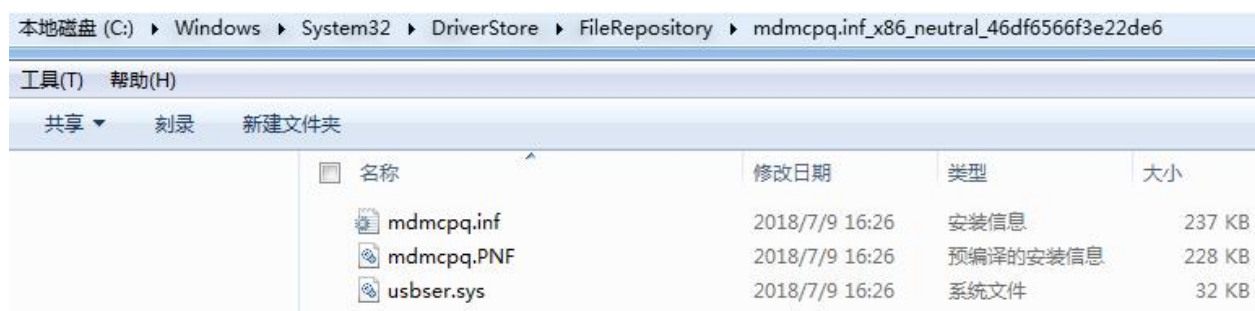 本地磁盘 (C:) ▸ Windows ▸ System32 ▸ DriverStore ▸ FileRepository ▸ mdmcpq.inf_x86_neutral_46df6566f3e22de6
工具(T) 帮助(H)
共享 ▼ 刻录 新建文件夹
名称 修改日期 类型 大小
mdmcpq.inf 2018/7/9 16:26 安装信息 237 KB
mdmcpq.PNF 2018/7/9 16:26 预编译的安装信息 228 KB
usbser.sys 2018/7/9 16:26 系统文件 32 KB